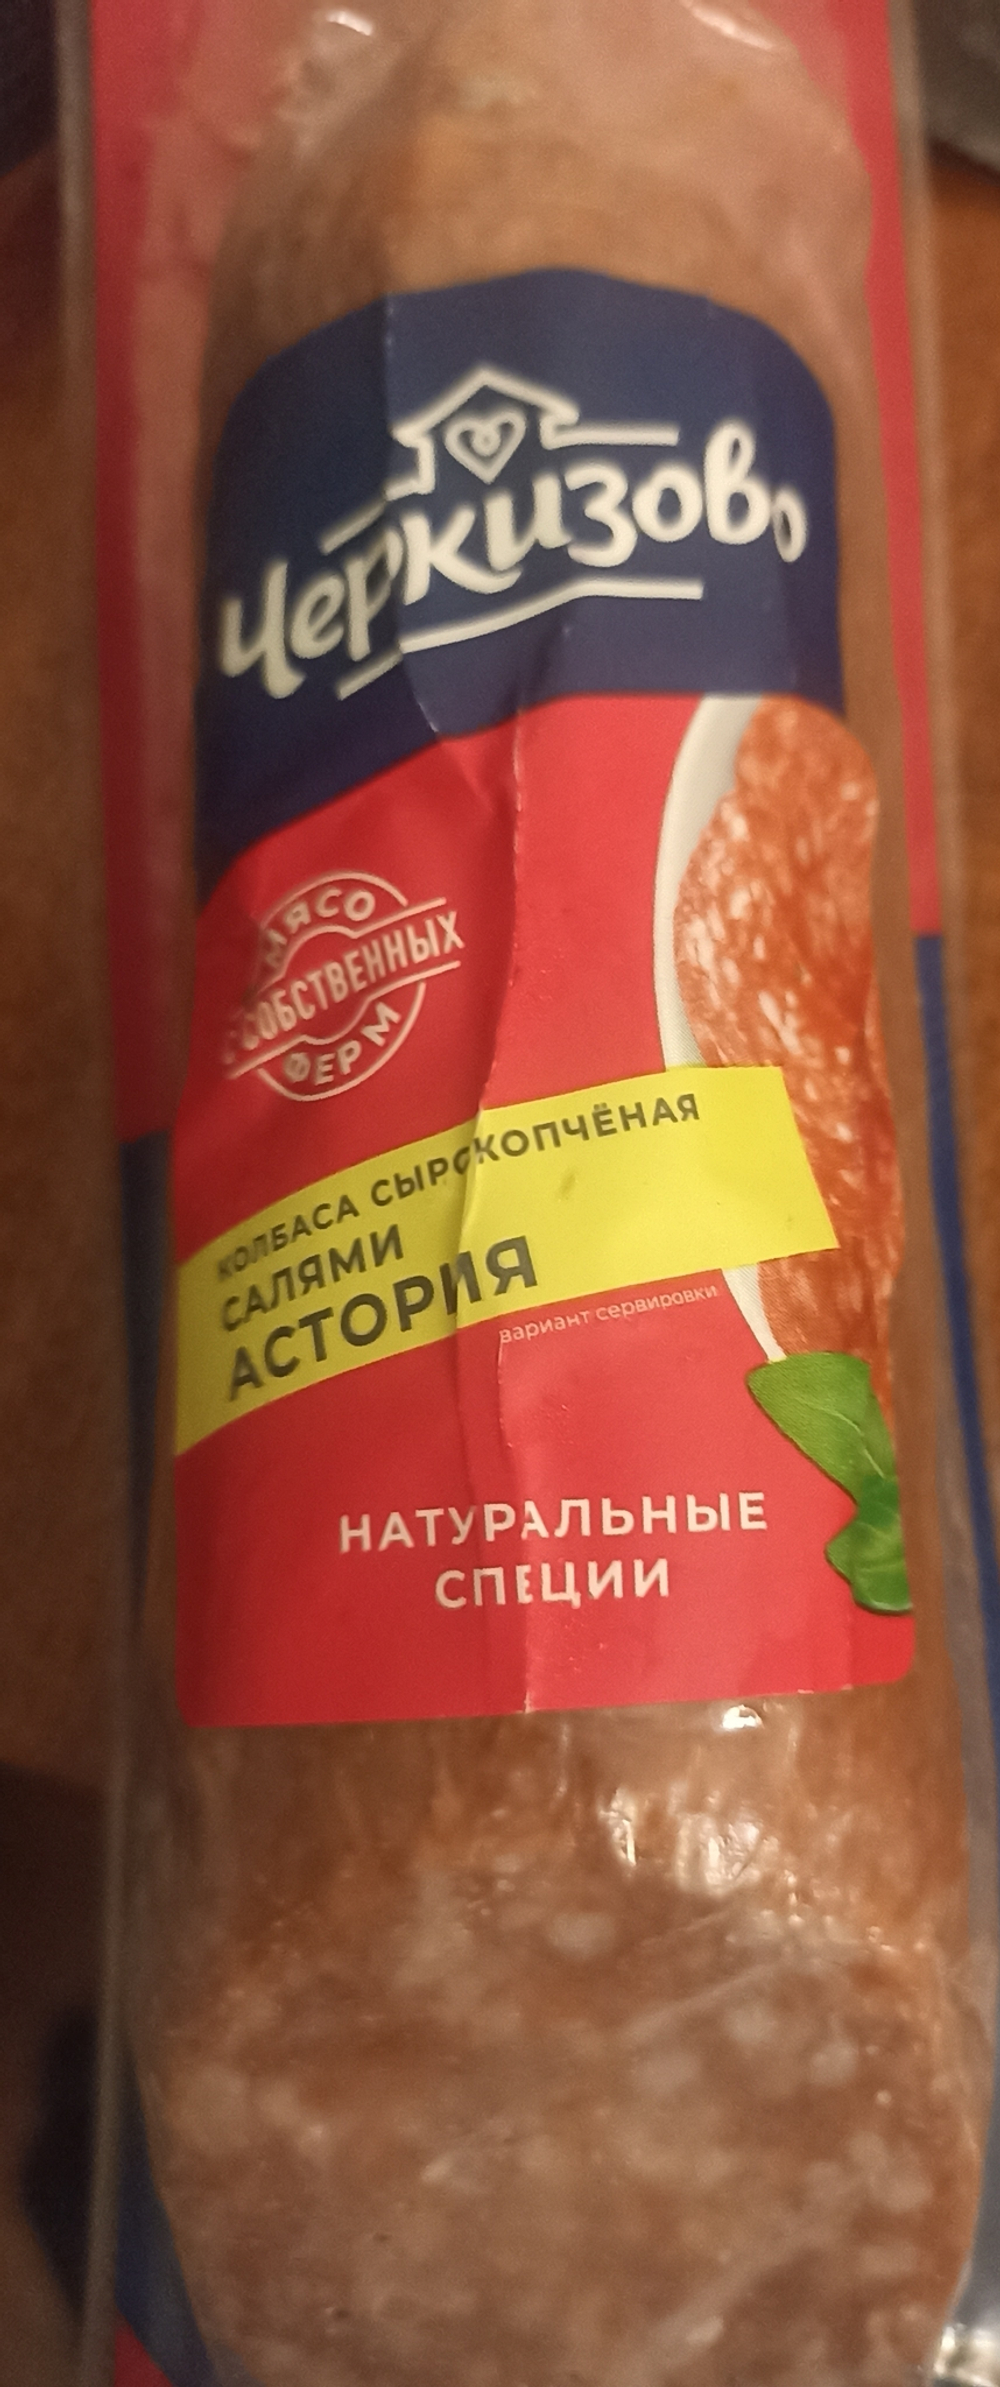 Черкизово
МЯСО
С СОБСТВЕННЫХ
ФЕРМ
КОЛБАСА СЫРОКОПЧЁНАЯ
САЛЯМИ
АСТОРИЯ
вариант сервировки
НАТУРАЛЬНЫЕ
СПЕЦИИ